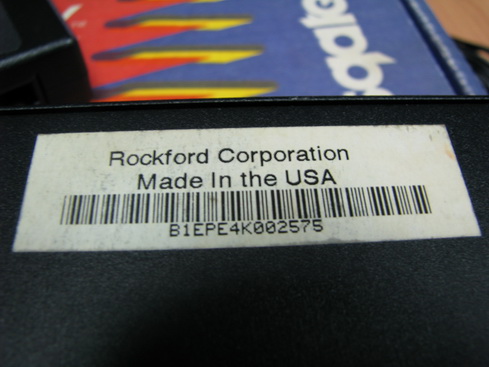 Rockford Corporation
Made In the USA
B1EPE4K002575